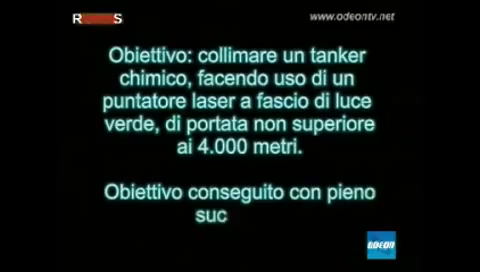 www.odeontv.net
Obiettivo: collimare un tanker
chimico, facendo uso di un
puntatore laser a fascio di luce
verde, di portata non superiore
ai 4.000 metri.
Obiettivo conseguito con pieno
suc
ODEON